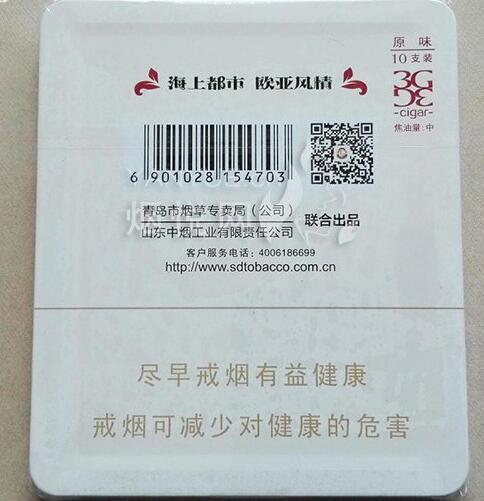 原味
10支装
3G
-cigar-
焦油量：中
海上都市 欧亚风情
6 901028 154703
青岛市烟草专卖局（公司）
山东中烟工业有限责任公司
联合出品
客户服务电话：4006186699
http://www.sdtobacco.com.cn
尽早戒烟有益健康
戒烟可减少对健康的危害